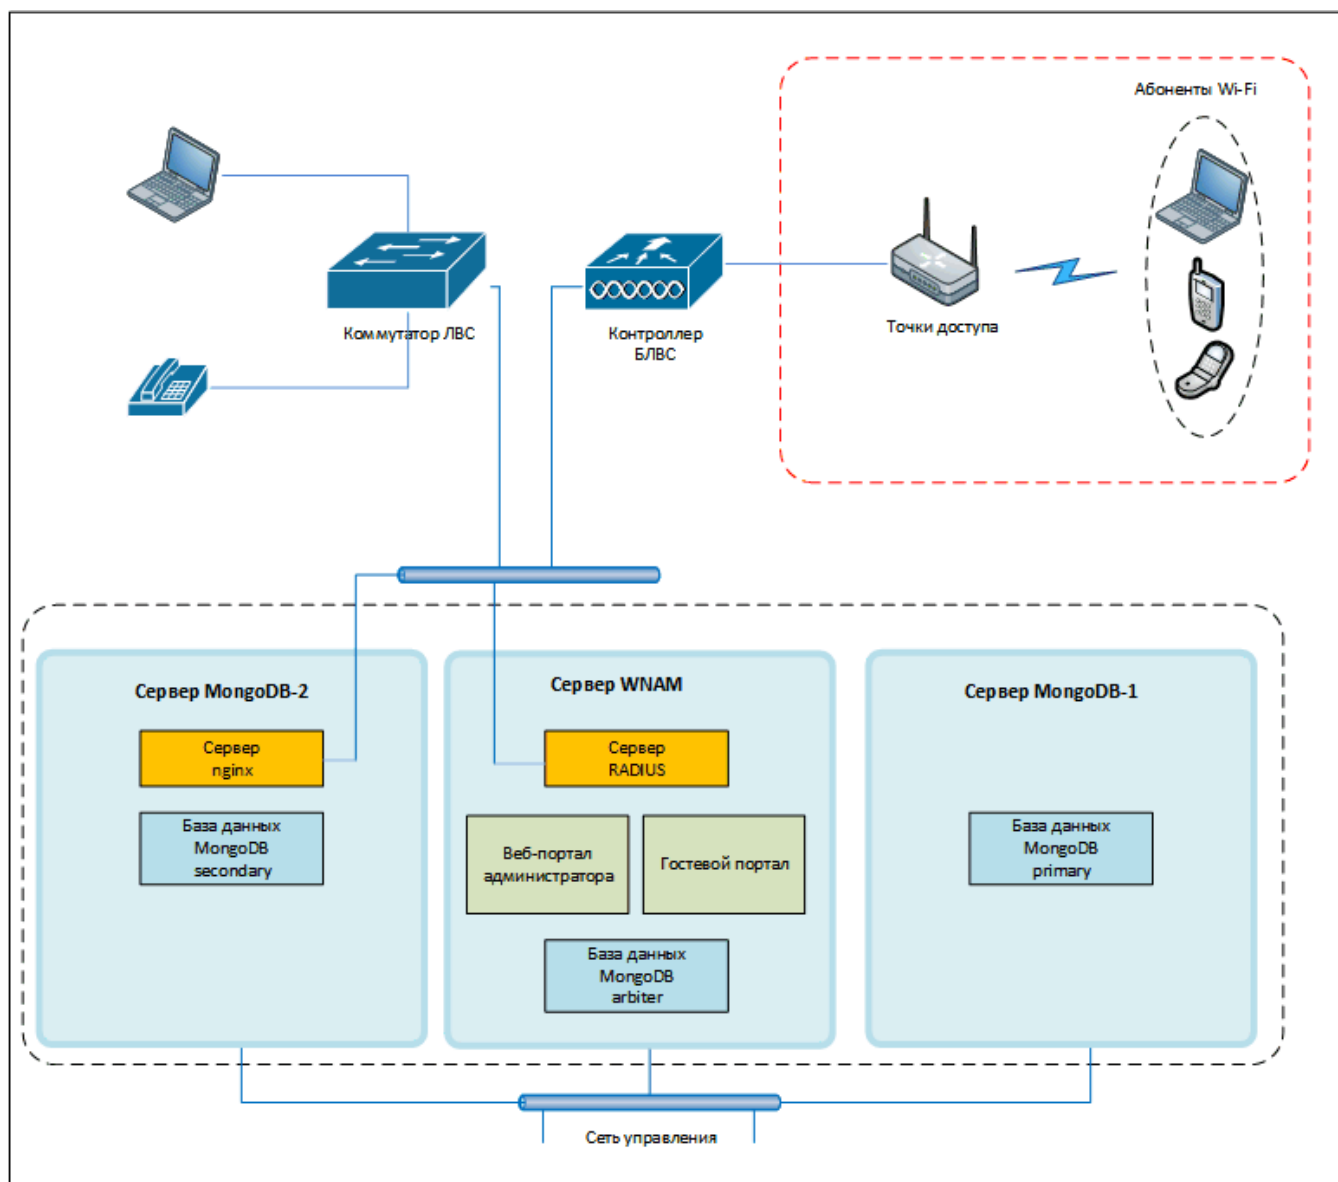 Абоненты Wi-Fi
Коммутатор ЛВС
Контроллер
БЛВС
Точки доступа
Сервер MongoDB-2
Сервер
nginx
База данных
MongoDB
secondary
Сервер WNAM
Сервер
RADIUS
Веб-портал
администратора
Гостевой портал
База данных
MongoDB
arbiter
Сервер MongoDB-1
База данных
MongoDB
primary
Сеть управления